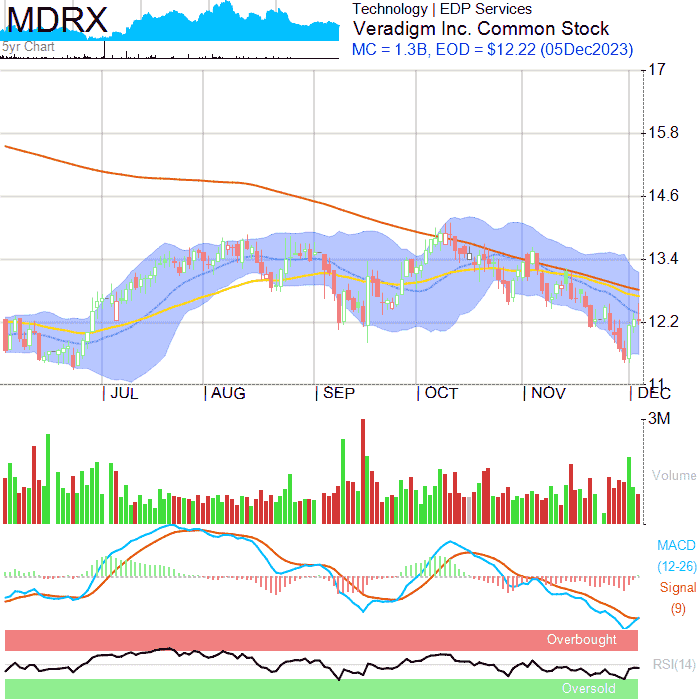 MDRX
5yr Chart
Technology | EDP Services
Veradigm Inc. Common Stock
MC = 1.3B, EOD = $12.22 (05Dec2023)
17
15.8
14.6
13.4
12.2
11
JUL AUG SEP OCT NOV DEC
3M
Volume
MACD
(12-26)
Signal
(9)
Overbought
RSI(14)
Oversold